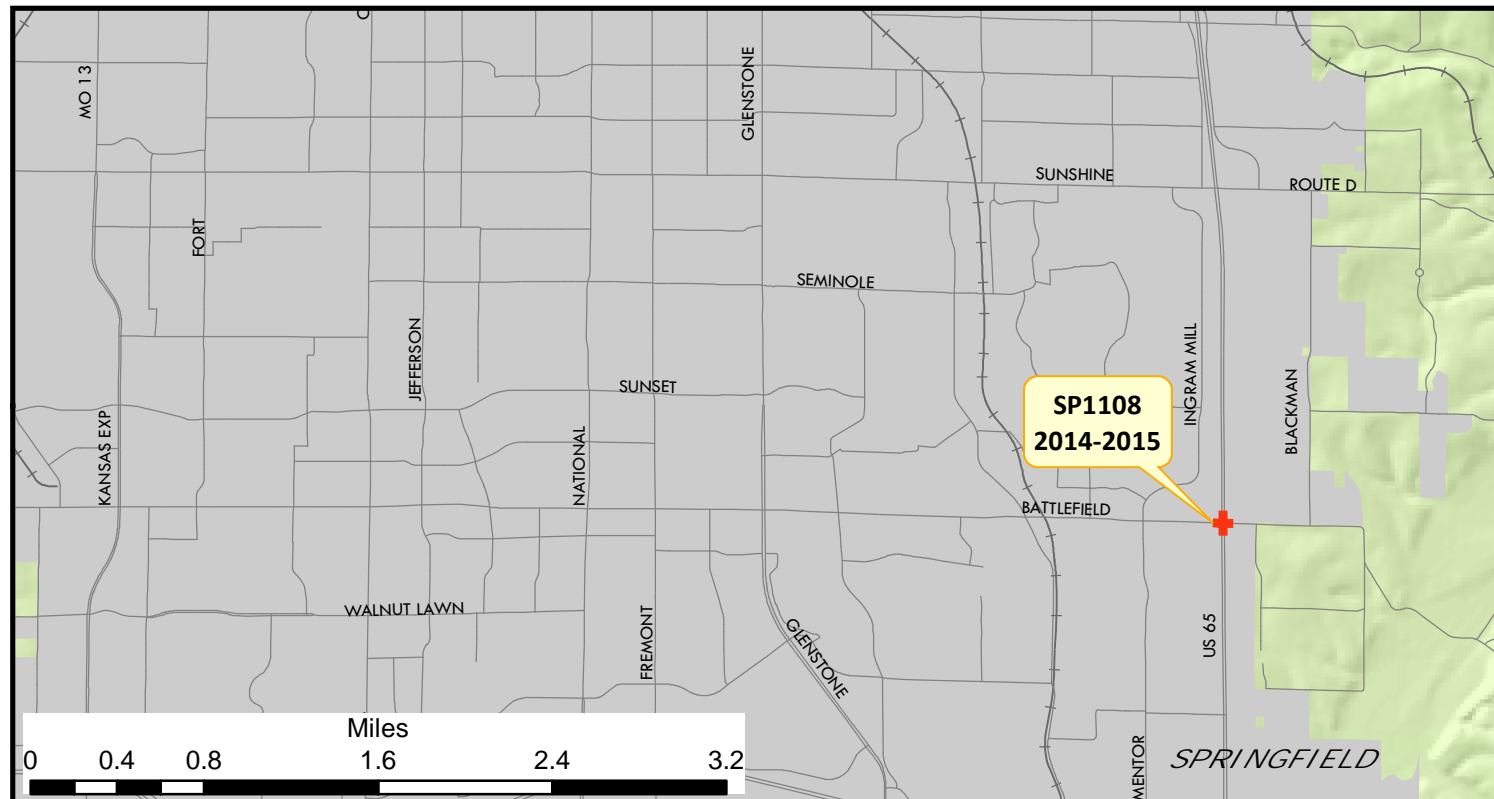 MO 13
GLENSTONE
SUNSHINE
ROUTE D
FORT
SEMINOLE
JEFFERSON
SUNSET
INGRAM MILL
BLACKMAN
SP1108
2014-2015
KANSAS EXP
NATIONAL
BATTLEFIELD
WALNUT LAWN
FREMONT
GLENSTONE
US 65
MENTOR
SPRINGFIELD
Miles
0 0.4 0.8 1.6 2.4 3.2